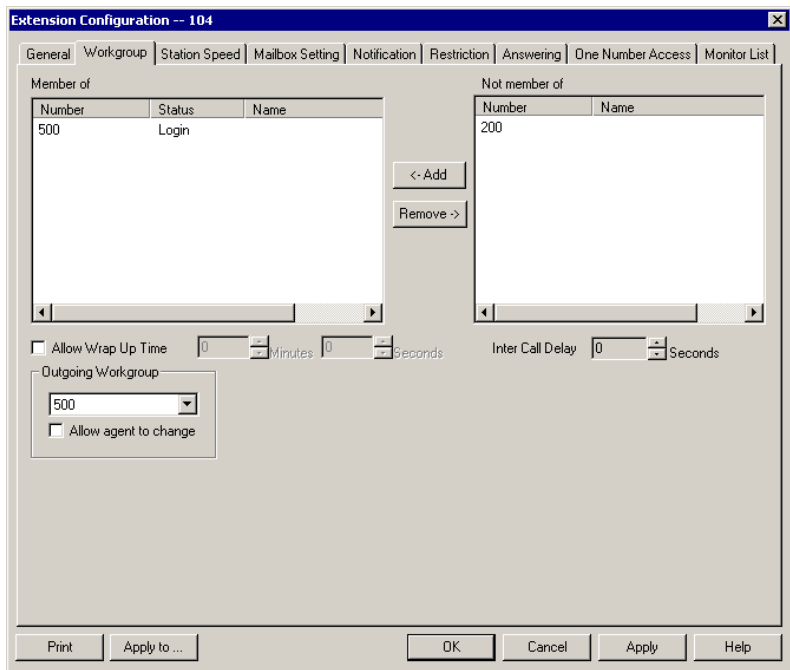 Extension Configuration -- 104
General Workgroup Station Speed Mailbox Setting Notification Restriction Answering One Number Access Monitor List
Member of
Not member of
Number Status Name
Number Name
500 Login
200
<- Add
Remove ->
Allow Wrap Up Time 0 Minutes 0 Seconds
Inter Call Delay 0 Seconds
Outgoing Workgroup
500
Allow agent to change
Print Apply to ... OK Cancel Apply Help